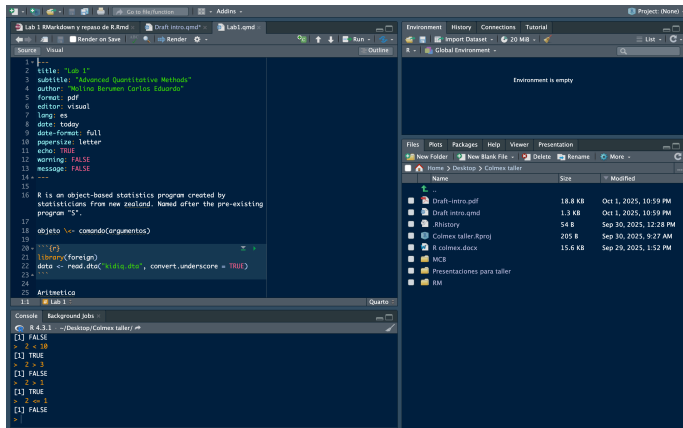 Go to file/function
Addins
Project: (None)
Lab 1 RMarkdown y repaso de R.Rmd
Draft intro.qmd*
Lab1.qmd
Render on Save
Render
Run
Source
Visual
Outline
1 ---
2 title: "Lab 1"
3 subtitle: "Advanced Quantitative Methods"
4 author: "Molina Berumen Carlos Eduardo"
5 format: pdf
6 editor: visual
7 lang: es
8 date: today
9 date-format: full
10 papersize: letter
11 echo: TRUE
12 warning: FALSE
13 message: FALSE
14 ---
15
16 R is an object-based statistics program created by
statisticians from new zealand. Named after the pre-existing
program "S".
17
18 objeto \<- comando(argumentos)
19
20 ```{r}
21 library(foreign)
22 data <- read.dta("kidiq.dta", convert.underscore = TRUE)
23 ```
24
25 Aritmetica
1:1
Lab 1
Quarto
Console
Background Jobs
R 4.3.1 · ~/Desktop/Colmex taller/
[1] FALSE
> 2 < 10
[1] TRUE
> 2 > 3
[1] FALSE
> 2 > 1
[1] TRUE
> 2 <= 1
[1] FALSE
>
Environment
History
Connections
Tutorial
Import Dataset
20 MiB
List
R
Global Environment
Environment is empty
Files
Plots
Packages
Help
Viewer
Presentation
New Folder
New Blank File
Delete
Rename
More
Home > Desktop > Colmex taller
Name
Size
Modified
..
Draft-intro.pdf 18.8 KB Oct 1, 2025, 10:59 PM
Draft intro.qmd 1.3 KB Oct 1, 2025, 10:59 PM
.Rhistory 54 B Sep 30, 2025, 12:28 PM
Colmex taller.Rproj 205 B Sep 30, 2025, 9:27 AM
R colmex.docx 15.6 KB Sep 29, 2025, 1:52 PM
MCB
Presentaciones para taller
RM